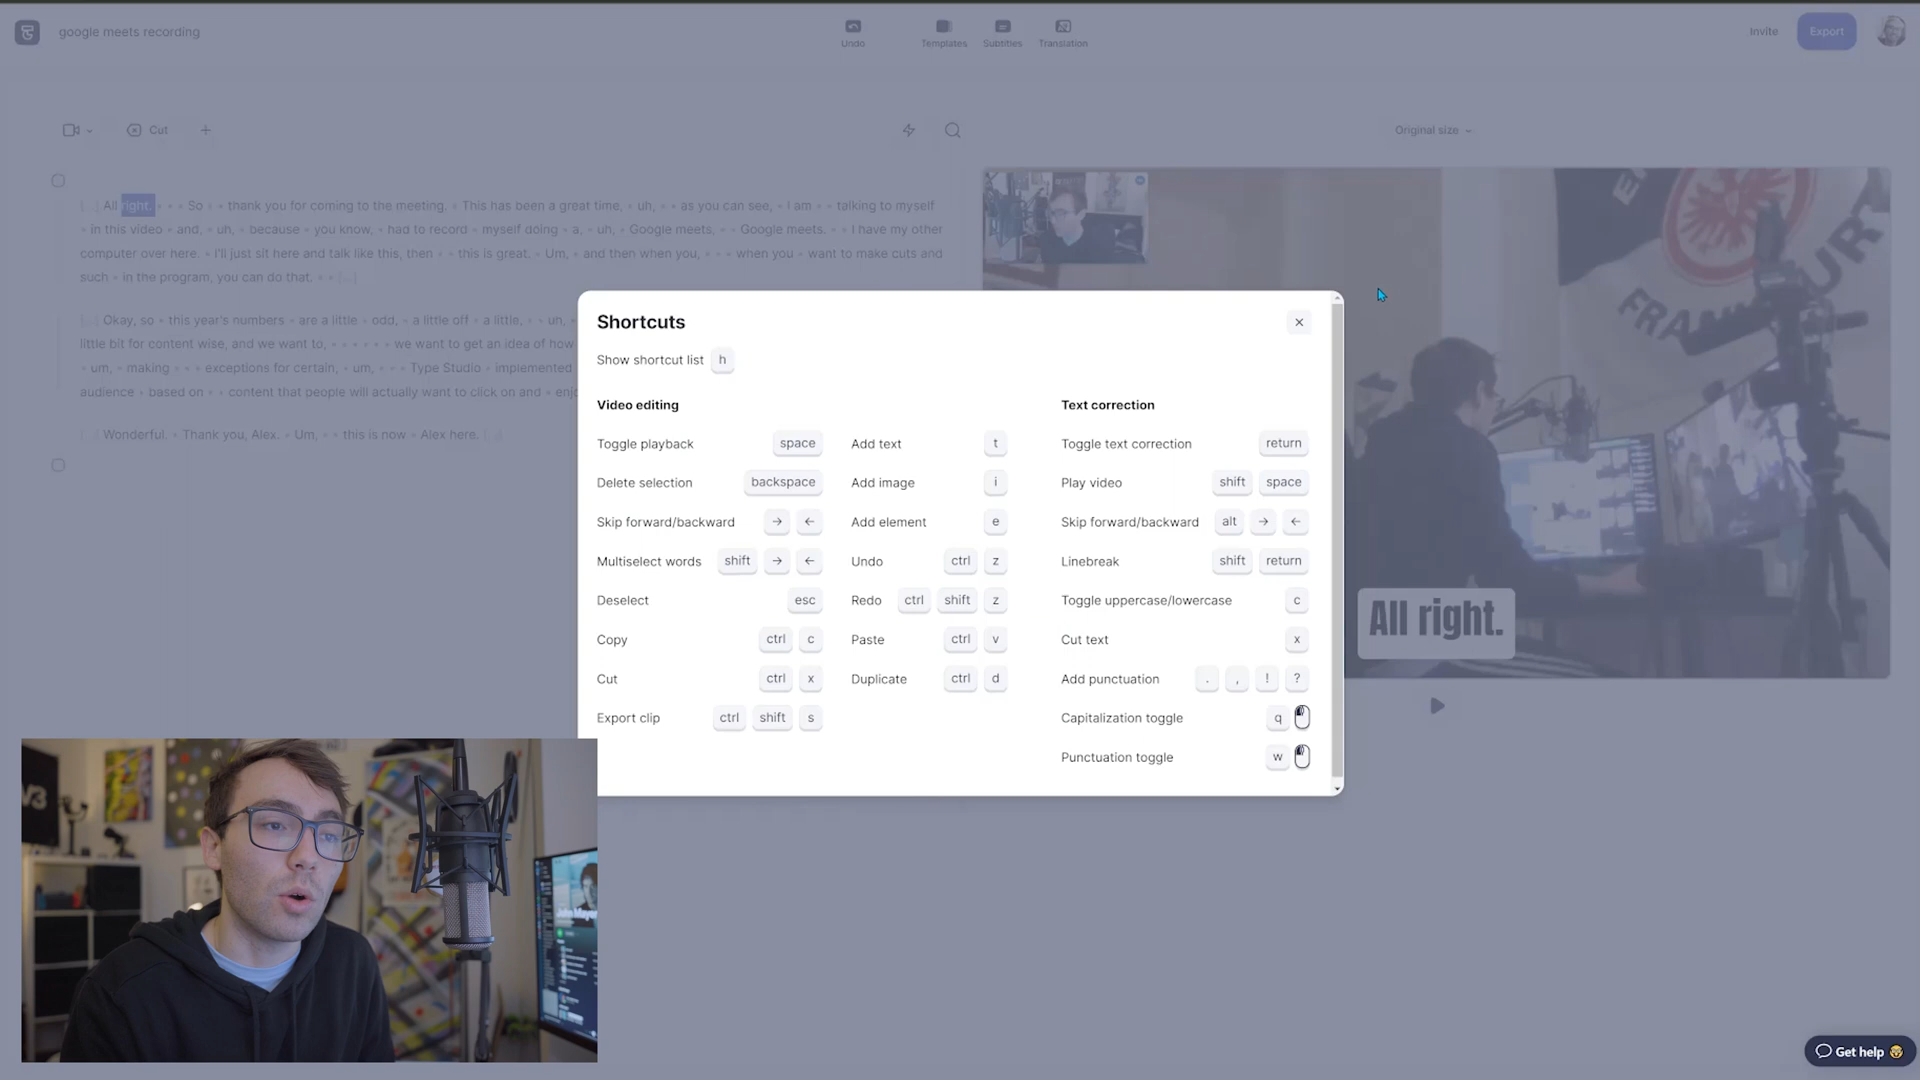 google meets recording
Undo
Templates
Subtitles
Translation
Invite
Export
Cut
Original size
[...] All right. So thank you for coming to the meeting. This has been a great time, uh, as you can see, I am talking to myself
in this video and, uh, because you know, had to record myself doing a, uh, Google meets, Google meets. I have my other
computer over here. I'll just sit here and talk like this, then this is great. Um, and then when you, when you want to make cuts and
such in the program, you can do that. [...]
[...] Okay, so this year's numbers are a little odd, a little off a little, uh,
little bit for content wise, and we want to, we want to get an idea of how
um, making exceptions for certain, um, Type Studio implemented
audience based on content that people will actually want to click on and
[...] Wonderful. Thank you, Alex. Um, this is now Alex here. [...]
Shortcuts
Show shortcut list h
Video editing
Toggle playback space
Delete selection backspace
Skip forward/backward → ←
Multiselect words shift → ←
Deselect esc
Copy ctrl c
Cut ctrl x
Export clip ctrl shift s
Add text t
Add image i
Add element e
Undo ctrl z
Redo ctrl shift z
Paste ctrl v
Duplicate ctrl d
Text correction
Toggle text correction return
Play video shift space
Skip forward/backward alt → ←
Linebreak shift return
Toggle uppercase/lowercase c
Cut text x
Add punctuation . , ! ?
Capitalization toggle q
Punctuation toggle w
FRAN
URT
All right.
John Mayer
Get help